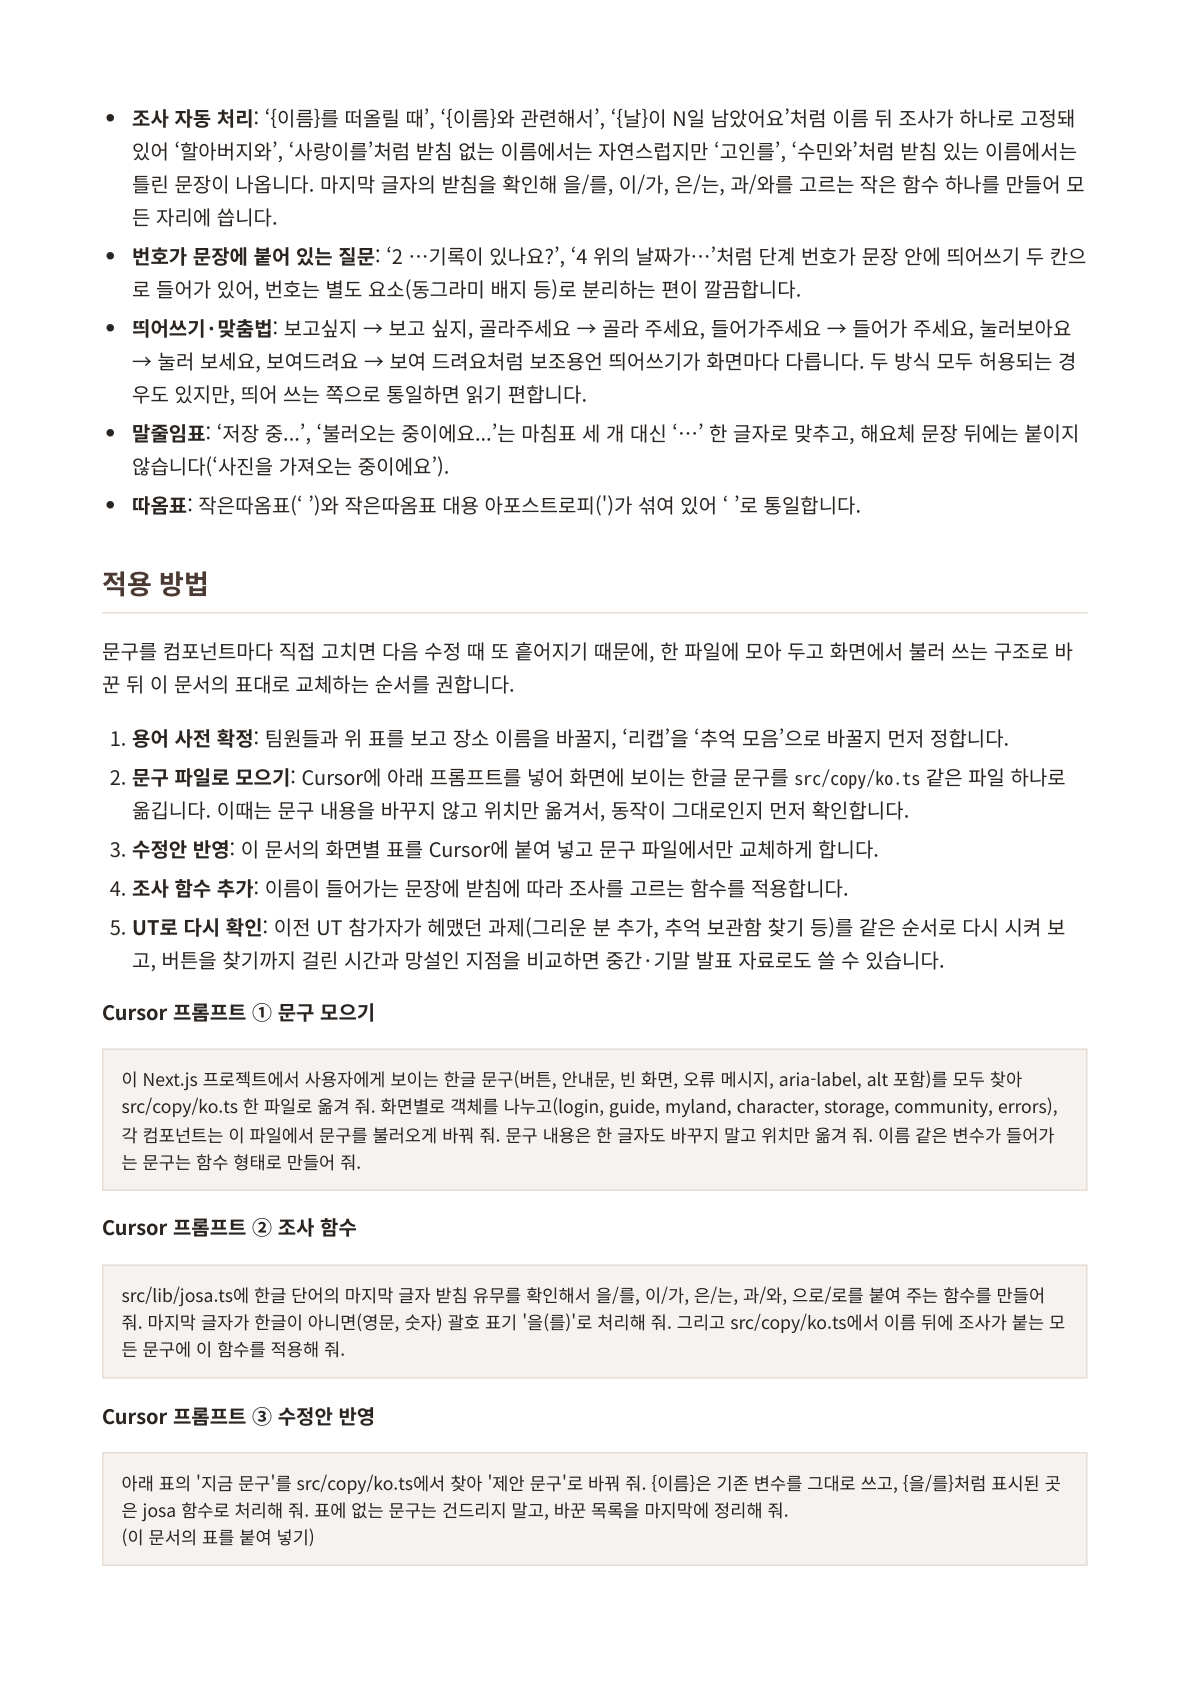 • 조사 자동 처리: ‘{이름}를 떠올릴 때’, ‘{이름}와 관련해서’, ‘{날}이 N일 남았어요’처럼 이름 뒤 조사가 하나로 고정돼
있어 ‘할아버지와’, ‘사랑이를’처럼 받침 없는 이름에서는 자연스럽지만 ‘고인를’, ‘수민와’처럼 받침 있는 이름에서는
틀린 문장이 나옵니다. 마지막 글자의 받침을 확인해 을/를, 이/가, 은/는, 과/와를 고르는 작은 함수 하나를 만들어 모
든 자리에 씁니다.
• 번호가 문장에 붙어 있는 질문: ‘2 …기록이 있나요?’, ‘4 위의 날짜가…’처럼 단계 번호가 문장 안에 띄어쓰기 두 칸으
로 들어가 있어, 번호는 별도 요소(동그라미 배지 등)로 분리하는 편이 깔끔합니다.
• 띄어쓰기·맞춤법: 보고싶지 → 보고 싶지, 골라주세요 → 골라 주세요, 들어가주세요 → 들어가 주세요, 눌러보아요
→ 눌러 보세요, 보여드려요 → 보여 드려요처럼 보조용언 띄어쓰기가 화면마다 다릅니다. 두 방식 모두 허용되는 경
우도 있지만, 띄어 쓰는 쪽으로 통일하면 읽기 편합니다.
• 말줄임표: ‘저장 중...’, ‘불러오는 중이에요...’는 마침표 세 개 대신 ‘…’ 한 글자로 맞추고, 해요체 문장 뒤에는 붙이지
않습니다(‘사진을 가져오는 중이에요’).
• 따옴표: 작은따옴표(‘ ’)와 작은따옴표 대용 아포스트로피(')가 섞여 있어 ‘ ’로 통일합니다.
적용 방법
문구를 컴포넌트마다 직접 고치면 다음 수정 때 또 흩어지기 때문에, 한 파일에 모아 두고 화면에서 불러 쓰는 구조로 바
꾼 뒤 이 문서의 표대로 교체하는 순서를 권합니다.
1. 용어 사전 확정: 팀원들과 위 표를 보고 장소 이름을 바꿀지, ‘리캡’을 ‘추억 모음’으로 바꿀지 먼저 정합니다.
2. 문구 파일로 모으기: Cursor에 아래 프롬프트를 넣어 화면에 보이는 한글 문구를 src/copy/ko.ts 같은 파일 하나로
옮깁니다. 이때는 문구 내용을 바꾸지 않고 위치만 옮겨서, 동작이 그대로인지 먼저 확인합니다.
3. 수정안 반영: 이 문서의 화면별 표를 Cursor에 붙여 넣고 문구 파일에서만 교체하게 합니다.
4. 조사 함수 추가: 이름이 들어가는 문장에 받침에 따라 조사를 고르는 함수를 적용합니다.
5. UT로 다시 확인: 이전 UT 참가자가 헤맸던 과제(그리운 분 추가, 추억 보관함 찾기 등)를 같은 순서로 다시 시켜 보
고, 버튼을 찾기까지 걸린 시간과 망설인 지점을 비교하면 중간·기말 발표 자료로도 쓸 수 있습니다.
Cursor 프롬프트 ① 문구 모으기
이 Next.js 프로젝트에서 사용자에게 보이는 한글 문구(버튼, 안내문, 빈 화면, 오류 메시지, aria-label, alt 포함)를 모두 찾아
src/copy/ko.ts 한 파일로 옮겨 줘. 화면별로 객체를 나누고(login, guide, myland, character, storage, community, errors),
각 컴포넌트는 이 파일에서 문구를 불러오게 바꿔 줘. 문구 내용은 한 글자도 바꾸지 말고 위치만 옮겨 줘. 이름 같은 변수가 들어가
는 문구는 함수 형태로 만들어 줘.
Cursor 프롬프트 ② 조사 함수
src/lib/josa.ts에 한글 단어의 마지막 글자 받침 유무를 확인해서 을/를, 이/가, 은/는, 과/와, 으로/로를 붙여 주는 함수를 만들어
줘. 마지막 글자가 한글이 아니면(영문, 숫자) 괄호 표기 '을(를)'로 처리해 줘. 그리고 src/copy/ko.ts에서 이름 뒤에 조사가 붙는 모
든 문구에 이 함수를 적용해 줘.
Cursor 프롬프트 ③ 수정안 반영
아래 표의 '지금 문구'를 src/copy/ko.ts에서 찾아 '제안 문구'로 바꿔 줘. {이름}은 기존 변수를 그대로 쓰고, {을/를}처럼 표시된 곳
은 josa 함수로 처리해 줘. 표에 없는 문구는 건드리지 말고, 바꾼 목록을 마지막에 정리해 줘.
(이 문서의 표를 붙여 넣기)